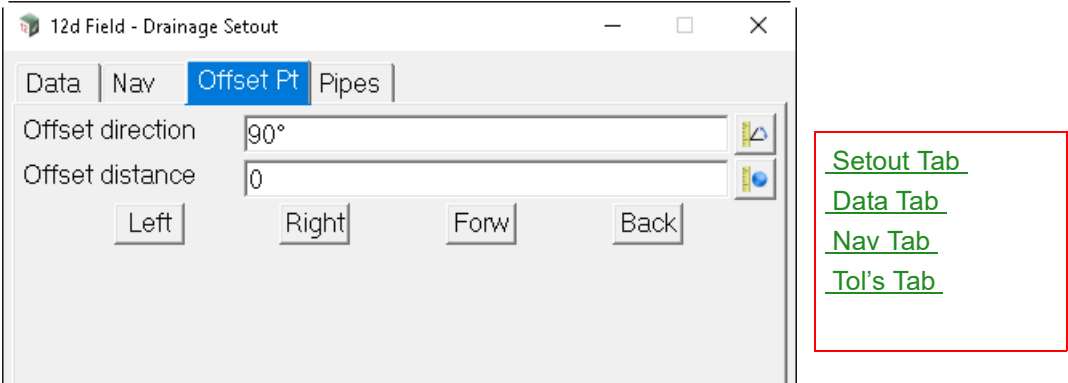 12d Field - Drainage Setout
Data Nav Offset Pt Pipes
Offset direction 90°
Offset distance 0
Left Right Forw Back
Setout Tab
Data Tab
Nav Tab
Tol's Tab